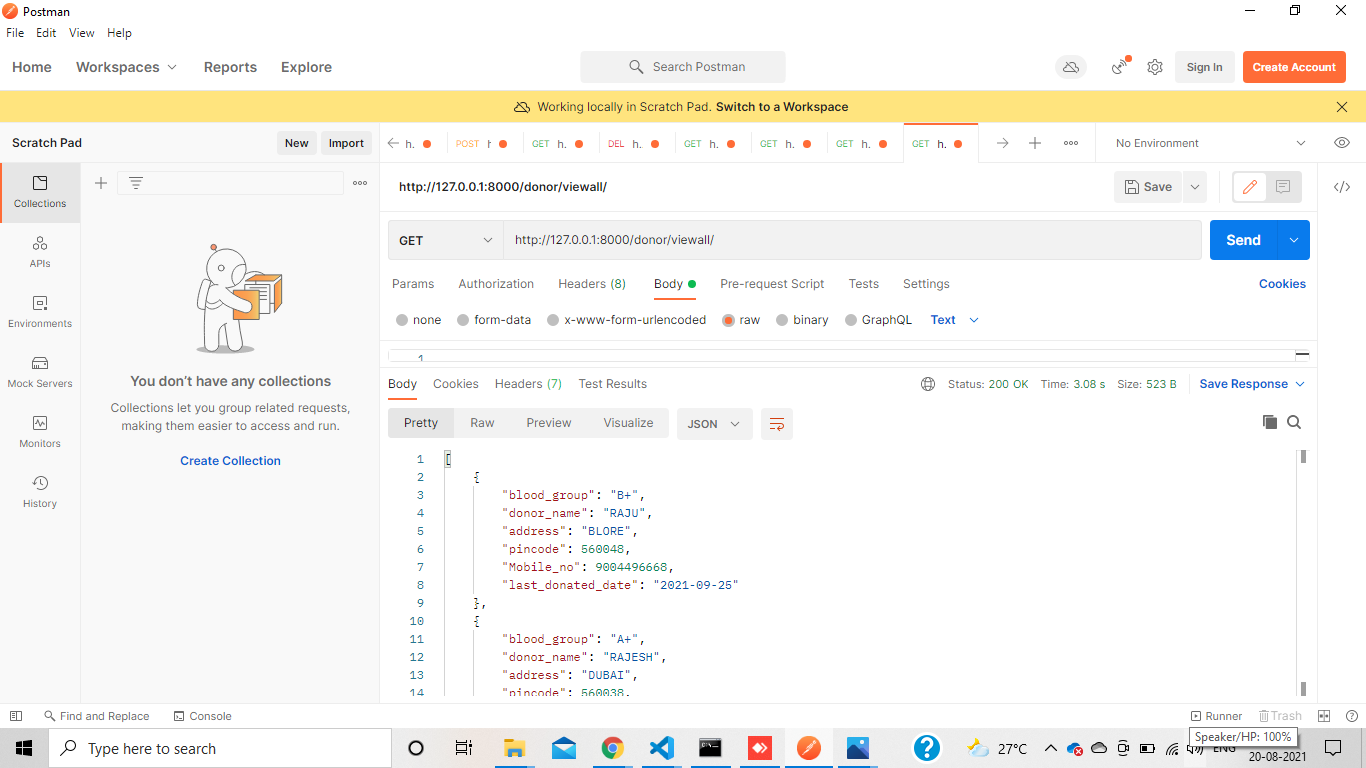 Postman
File Edit View Help
Home Workspaces Reports Explore Search Postman Sign In Create Account
Working locally in Scratch Pad. Switch to a Workspace
Scratch Pad New Import h. POST h GET h. DEL h. GET h. GET h. GET h. GET h. No Environment
http://127.0.0.1:8000/donor/viewall/ Save
Collections
GET http://127.0.0.1:8000/donor/viewall/ Send
APIs
Params Authorization Headers (8) Body Pre-request Script Tests Settings Cookies
Environments
none form-data x-www-form-urlencoded raw binary GraphQL Text
1
Mock Servers
You don't have any collections
Body Cookies Headers (7) Test Results Status: 200 OK Time: 3.08 s Size: 523 B Save Response
Collections let you group related requests,
making them easier to access and run.
Pretty Raw Preview Visualize JSON
Monitors
Create Collection
History
1 [
2 {
3 "blood_group": "B+",
4 "donor_name": "RAJU",
5 "address": "BLORE",
6 "pincode": 560048,
7 "Mobile_no": 9004496668,
8 "last_donated_date": "2021-09-25"
9 },
10 {
11 "blood_group": "A+",
12 "donor_name": "RAJESH",
13 "address": "DUBAI",
14 "pincode": 560038,
Find and Replace Console Runner Trash
Speaker/HP: 100%
Type here to search 27°C ENG
20-08-2021